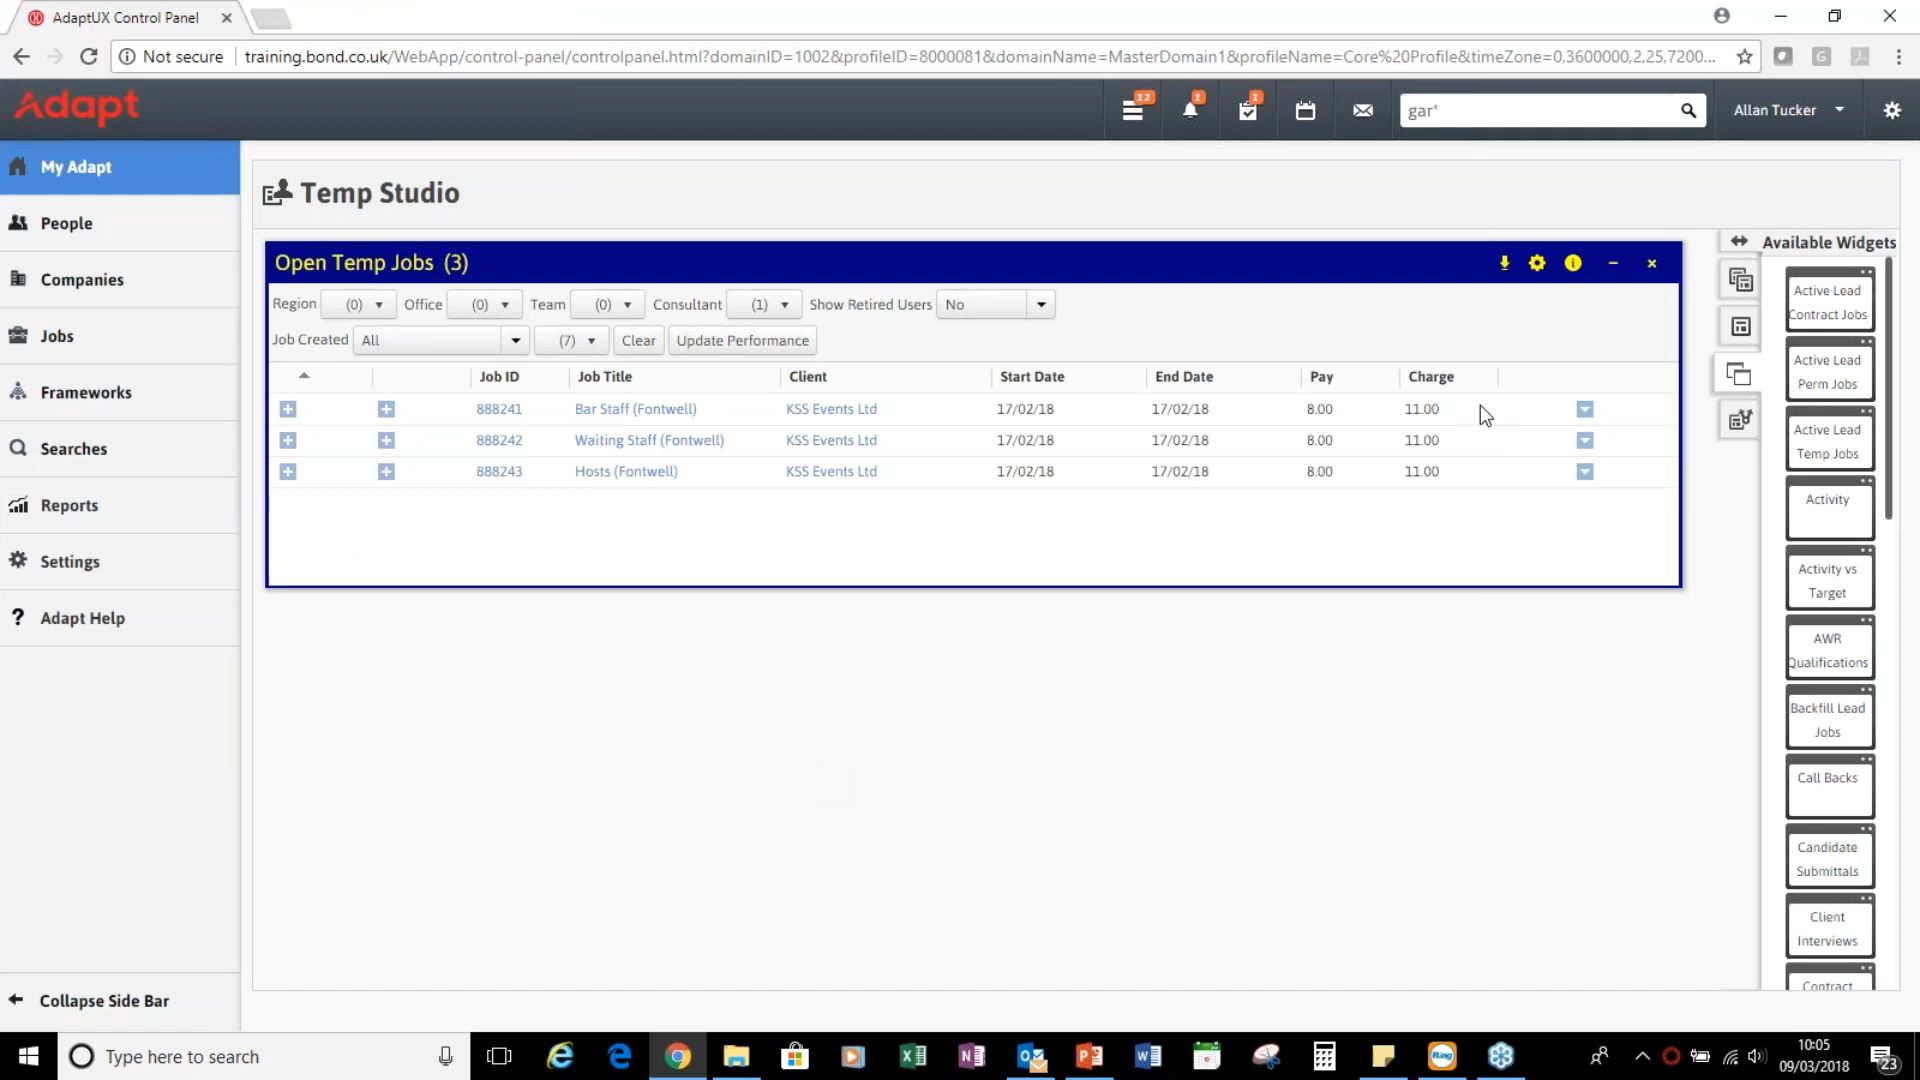 AdaptUX Control Panel
Not secure training.bond.co.uk/WebApp/control-panel/controlpanel.html?domainID=1002&profileID=8000081&domainName=MasterDomain1&profileName=Core%20Profile&timeZone=0,3600000,2,25,7200...
Adapt
12
1
1
gar*
Allan Tucker
My Adapt
People
Companies
Jobs
Frameworks
Searches
Reports
Settings
? Adapt Help
Collapse Side Bar
Temp Studio
Open Temp Jobs (3)
Region (0) Office (0) Team (0) Consultant (1) Show Retired Users No
Job Created All (7) Clear Update Performance
Job ID Job Title Client Start Date End Date Pay Charge
888241 Bar Staff (Fontwell) KSS Events Ltd 17/02/18 17/02/18 8.00 11.00
888242 Waiting Staff (Fontwell) KSS Events Ltd 17/02/18 17/02/18 8.00 11.00
888243 Hosts (Fontwell) KSS Events Ltd 17/02/18 17/02/18 8.00 11.00
Available Widgets
Active Lead
Contract Jobs
Active Lead
Perm Jobs
Active Lead
Temp Jobs
Activity
Activity vs
Target
AWR
Qualifications
Backfill Lead
Jobs
Call Backs
Candidate
Submittals
Client
Interviews
Contract
Type here to search
Ring
10:05
09/03/2018
23